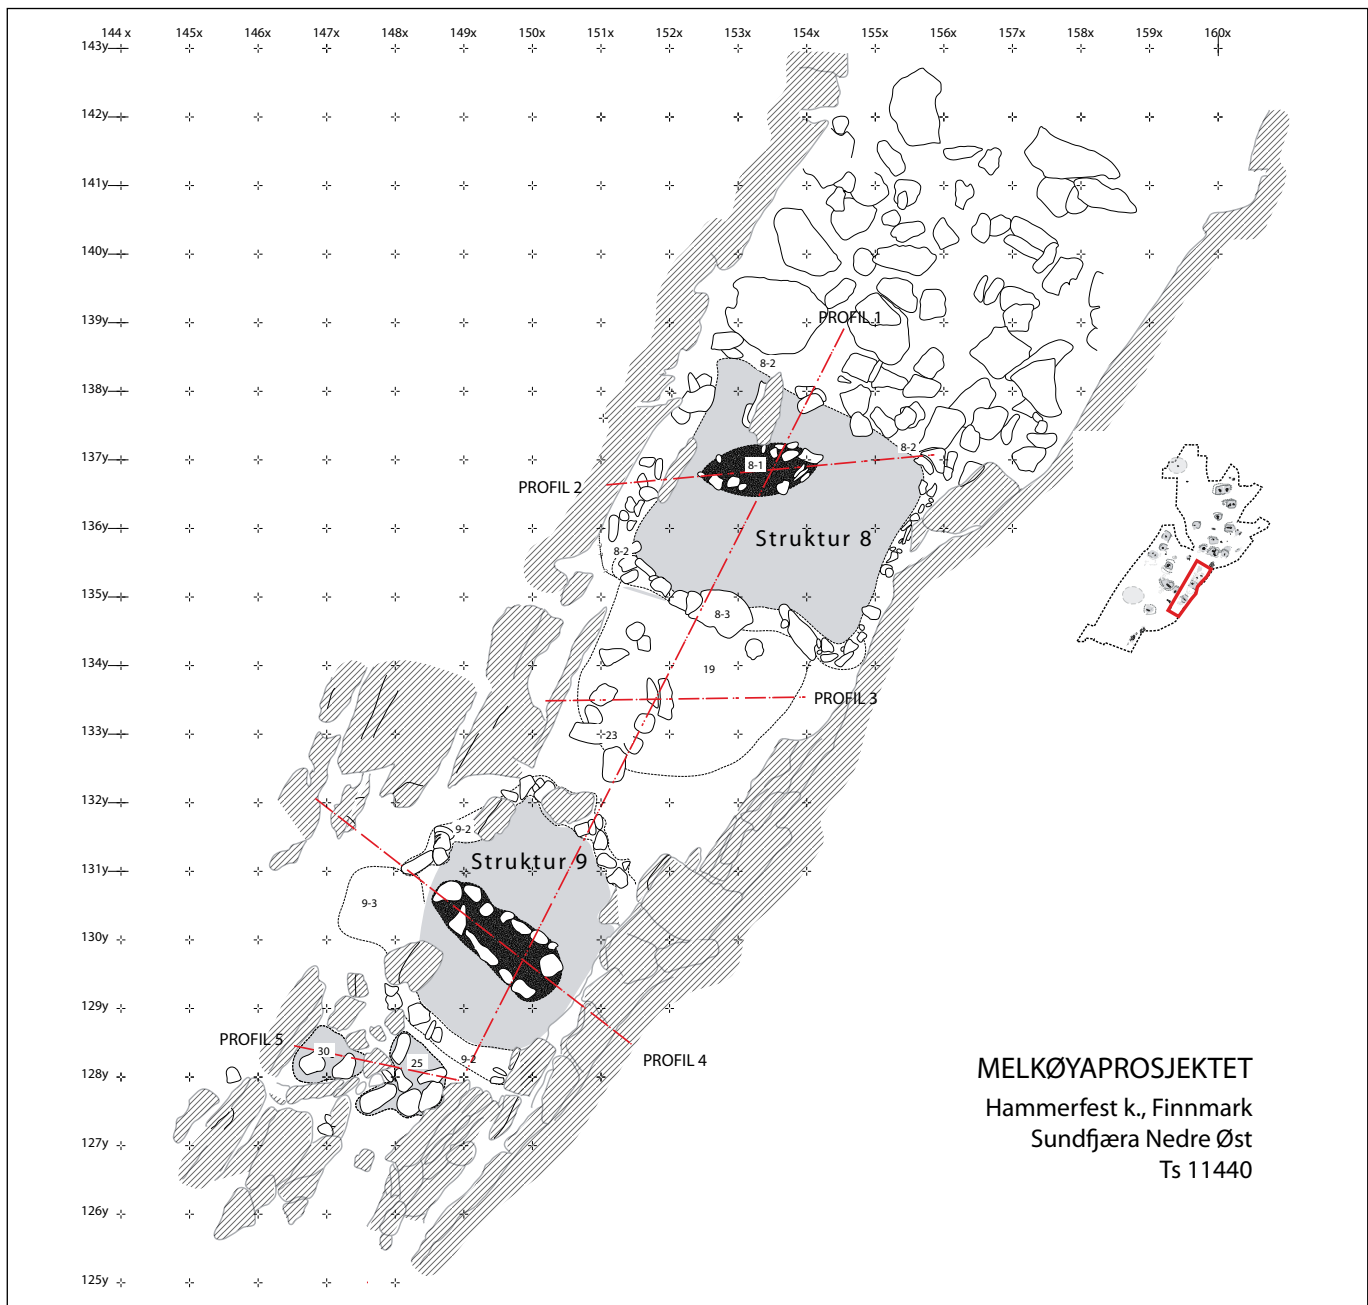 144 x 145x 146x 147x 148x 149x 150x 151x 152x 153x 154x 155x 156x 157x 158x 159x 160x
143y
142y
141y
140y
139y
PROFIL 1
8-2
138y
8-2
137y
8-1
PROFIL 2
136y
Struktur 8
8-2
135y
8-3
134y
19
PROFIL 3
133y
23
132y
9-2
131y
Struktur 9
9-3
130y
129y
PROFIL 5
30
25
9-2
PROFIL 4
128y
MELKØYAPROSJEKTET
Hammerfest k., Finnmark
Sundfjæra Nedre Øst
Ts 11440
127y
126y
125y